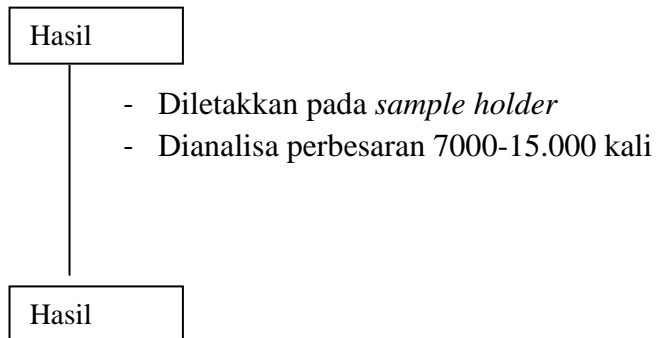 Hasil
- Diletakkan pada sample holder
- Dianalisa perbesaran 7000-15.000 kali
Hasil